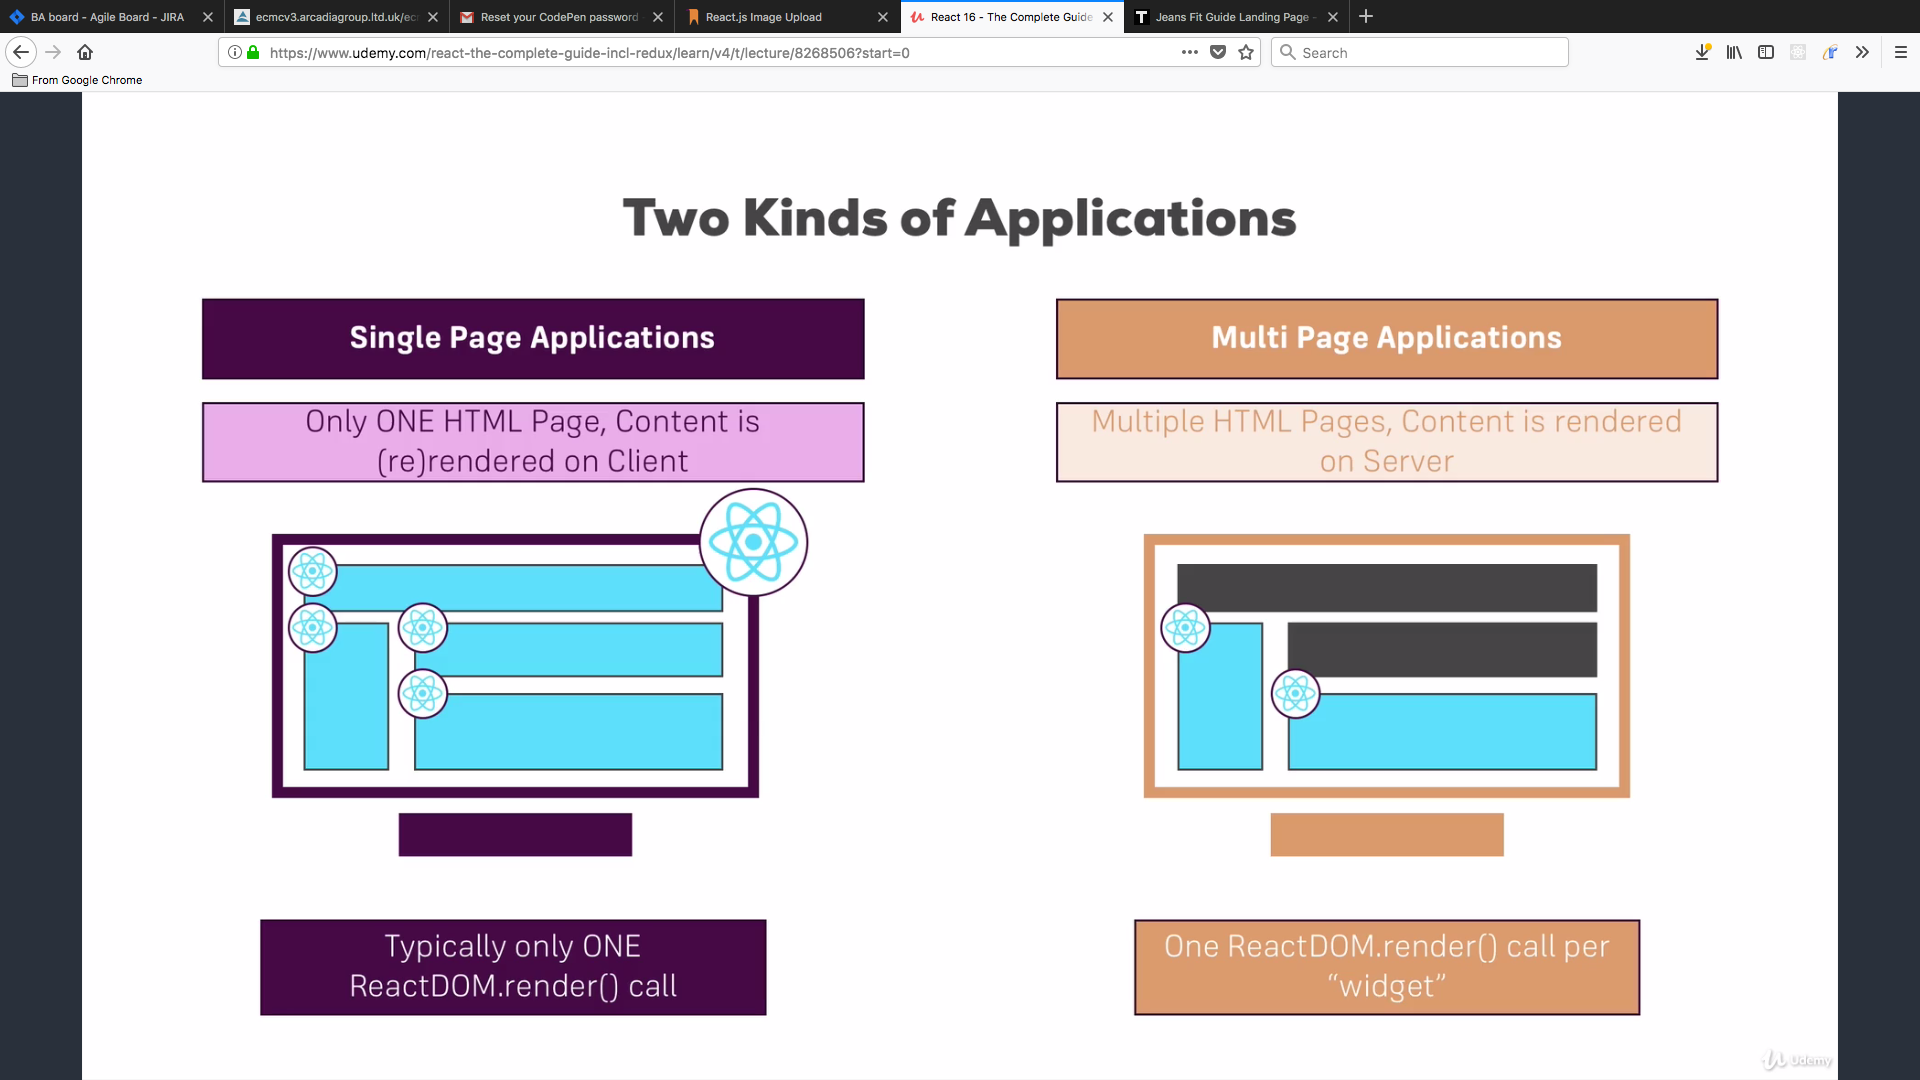 BA board - Agile Board - JIRA
ecmcv3.arcadiagroup.ltd.uk/ec
Reset your CodePen password
React.js Image Upload
React 16 - The Complete Guide
Jeans Fit Guide Landing Page -
https://www.udemy.com/react-the-complete-guide-incl-redux/learn/v4/t/lecture/8268506?start=0
Search
From Google Chrome
Two Kinds of Applications
Single Page Applications
Only ONE HTML Page, Content is
(re)rendered on Client
Typically only ONE
ReactDOM.render() call
Multi Page Applications
Multiple HTML Pages, Content is rendered
on Server
One ReactDOM.render() call per
“widget”
Udemy